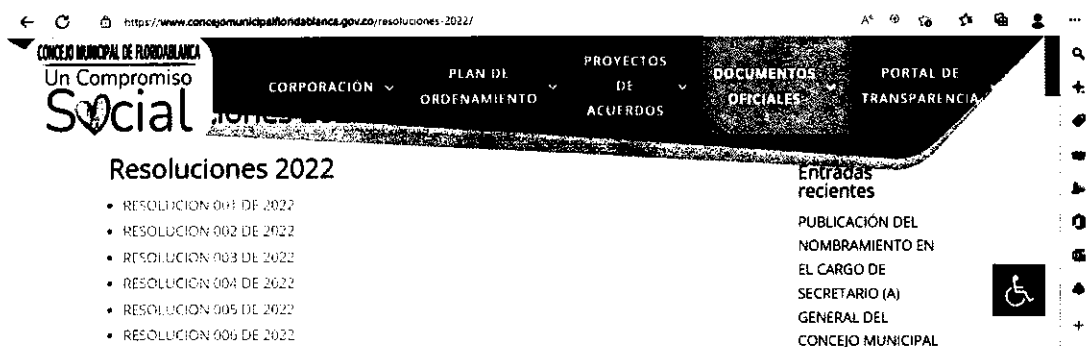 https://www.concejomunicipalfloridablanca.gov.co/resoluciones-2022/
CONCEJO MUNICIPAL DE FLORIDABLANCA
Un Compromiso
Social
CORPORACIÓN
PLAN DE
ORDENAMIENTO
PROYECTOS
DE
ACUERDOS
DOCUMENTOS
OFICIALES
PORTAL DE
TRANSPARENCIA
Resoluciones 2022
• RESOLUCION 001 DE 2022
• RESOLUCION 002 DE 2022
• RESOLUCION 003 DE 2022
• RESOLUCION 004 DE 2022
• RESOLUCION 005 DE 2022
• RESOLUCION 006 DE 2022
Entradas
recientes
PUBLICACIÓN DEL
NOMBRAMIENTO EN
EL CARGO DE
SECRETARIO (A)
GENERAL DEL
CONCEJO MUNICIPAL